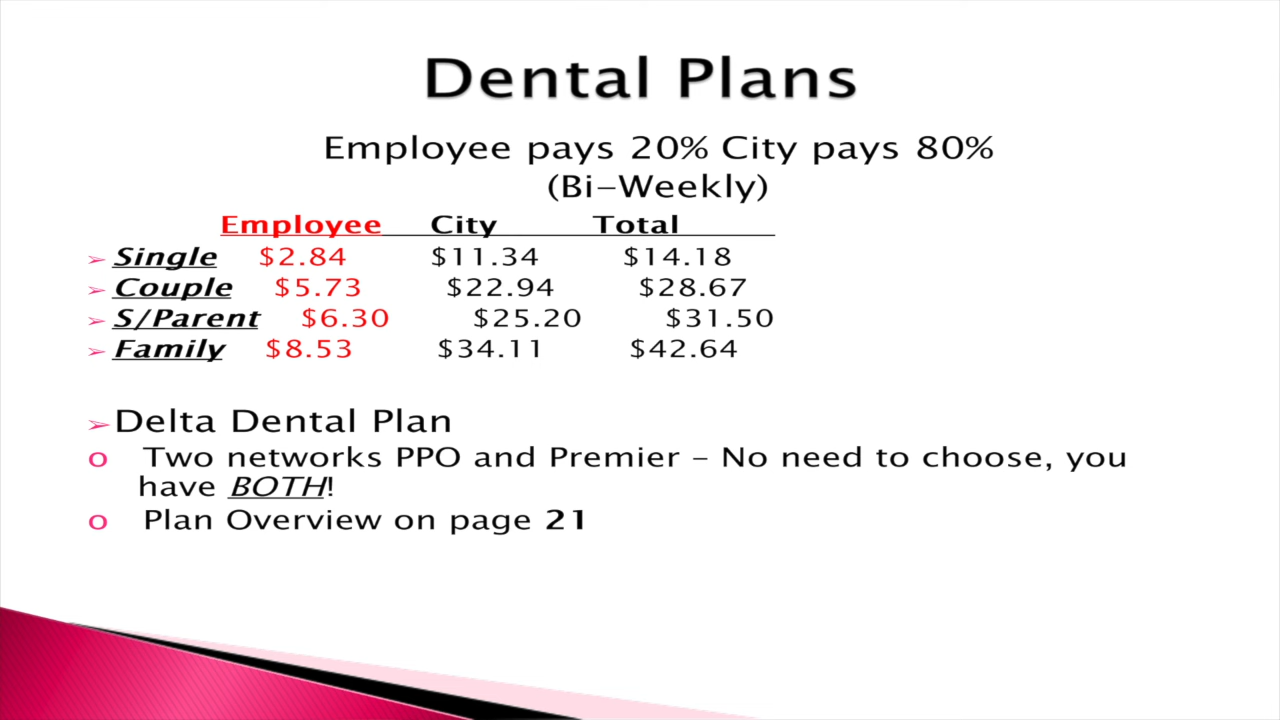 Dental Plans
Employee pays 20% City pays 80%
(Bi-Weekly)
Employee City Total
➢ Single $2.84 $11.34 $14.18
➢ Couple $5.73 $22.94 $28.67
➢ S/Parent $6.30 $25.20 $31.50
➢ Family $8.53 $34.11 $42.64
➢ Delta Dental Plan
o Two networks PPO and Premier – No need to choose, you
have BOTH!
o Plan Overview on page 21